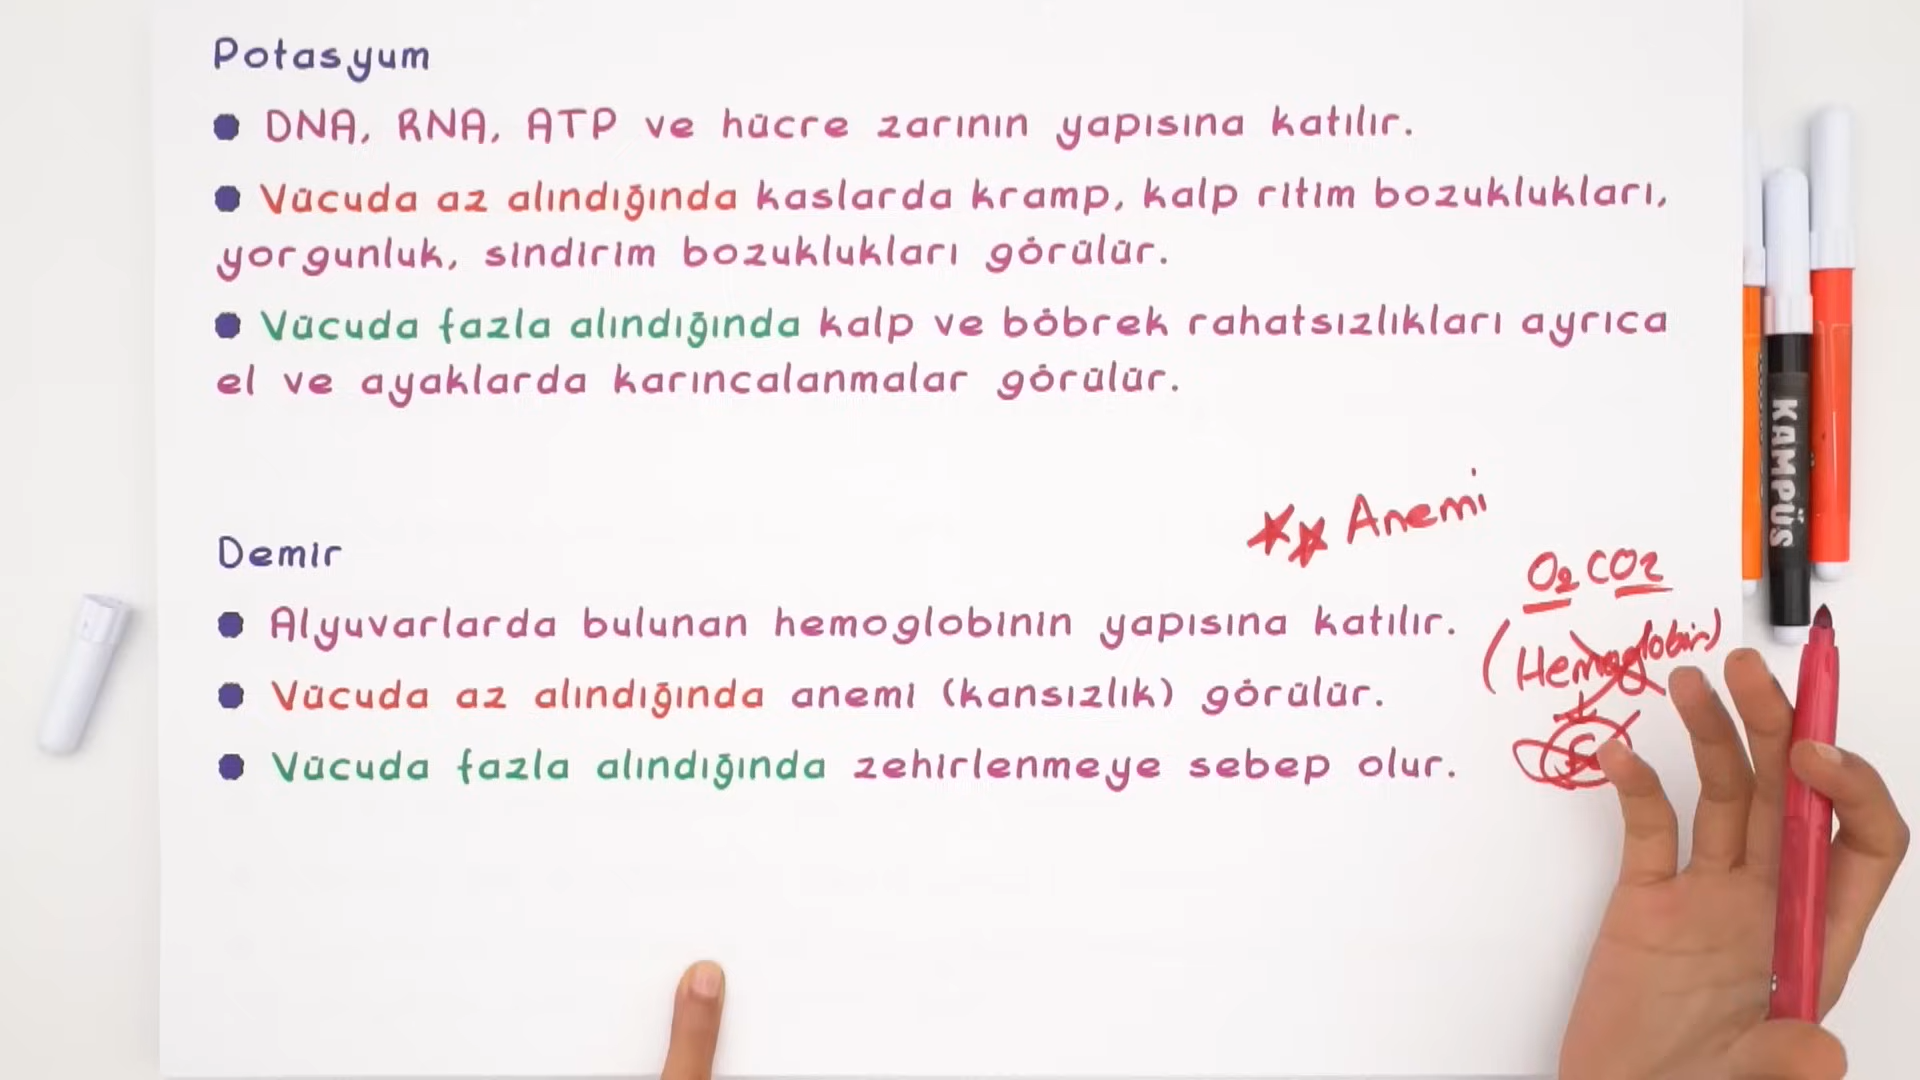 Potasyum
DNA, RNA, ATP ve hücre zarının yapısına katılır.
Vücuda az alındığında kaslarda kramp, kalp ritim bozuklukları,
yorgunluk, sindirim bozuklukları görülür.
Vücuda fazla alındığında kalp ve böbrek rahatsızlıkları ayrıca
el ve ayaklarda karıncalanmalar görülür.
Anemi
Demir
O2 CO2
Alyuvarlarda bulunan hemoglobinin yapısına katılır.
(Hemoglobin)
Vücuda az alındığında anemi (kansızlık) görülür.
Vücuda fazla alındığında zehirlenmeye sebep olur.
KAMPÜS